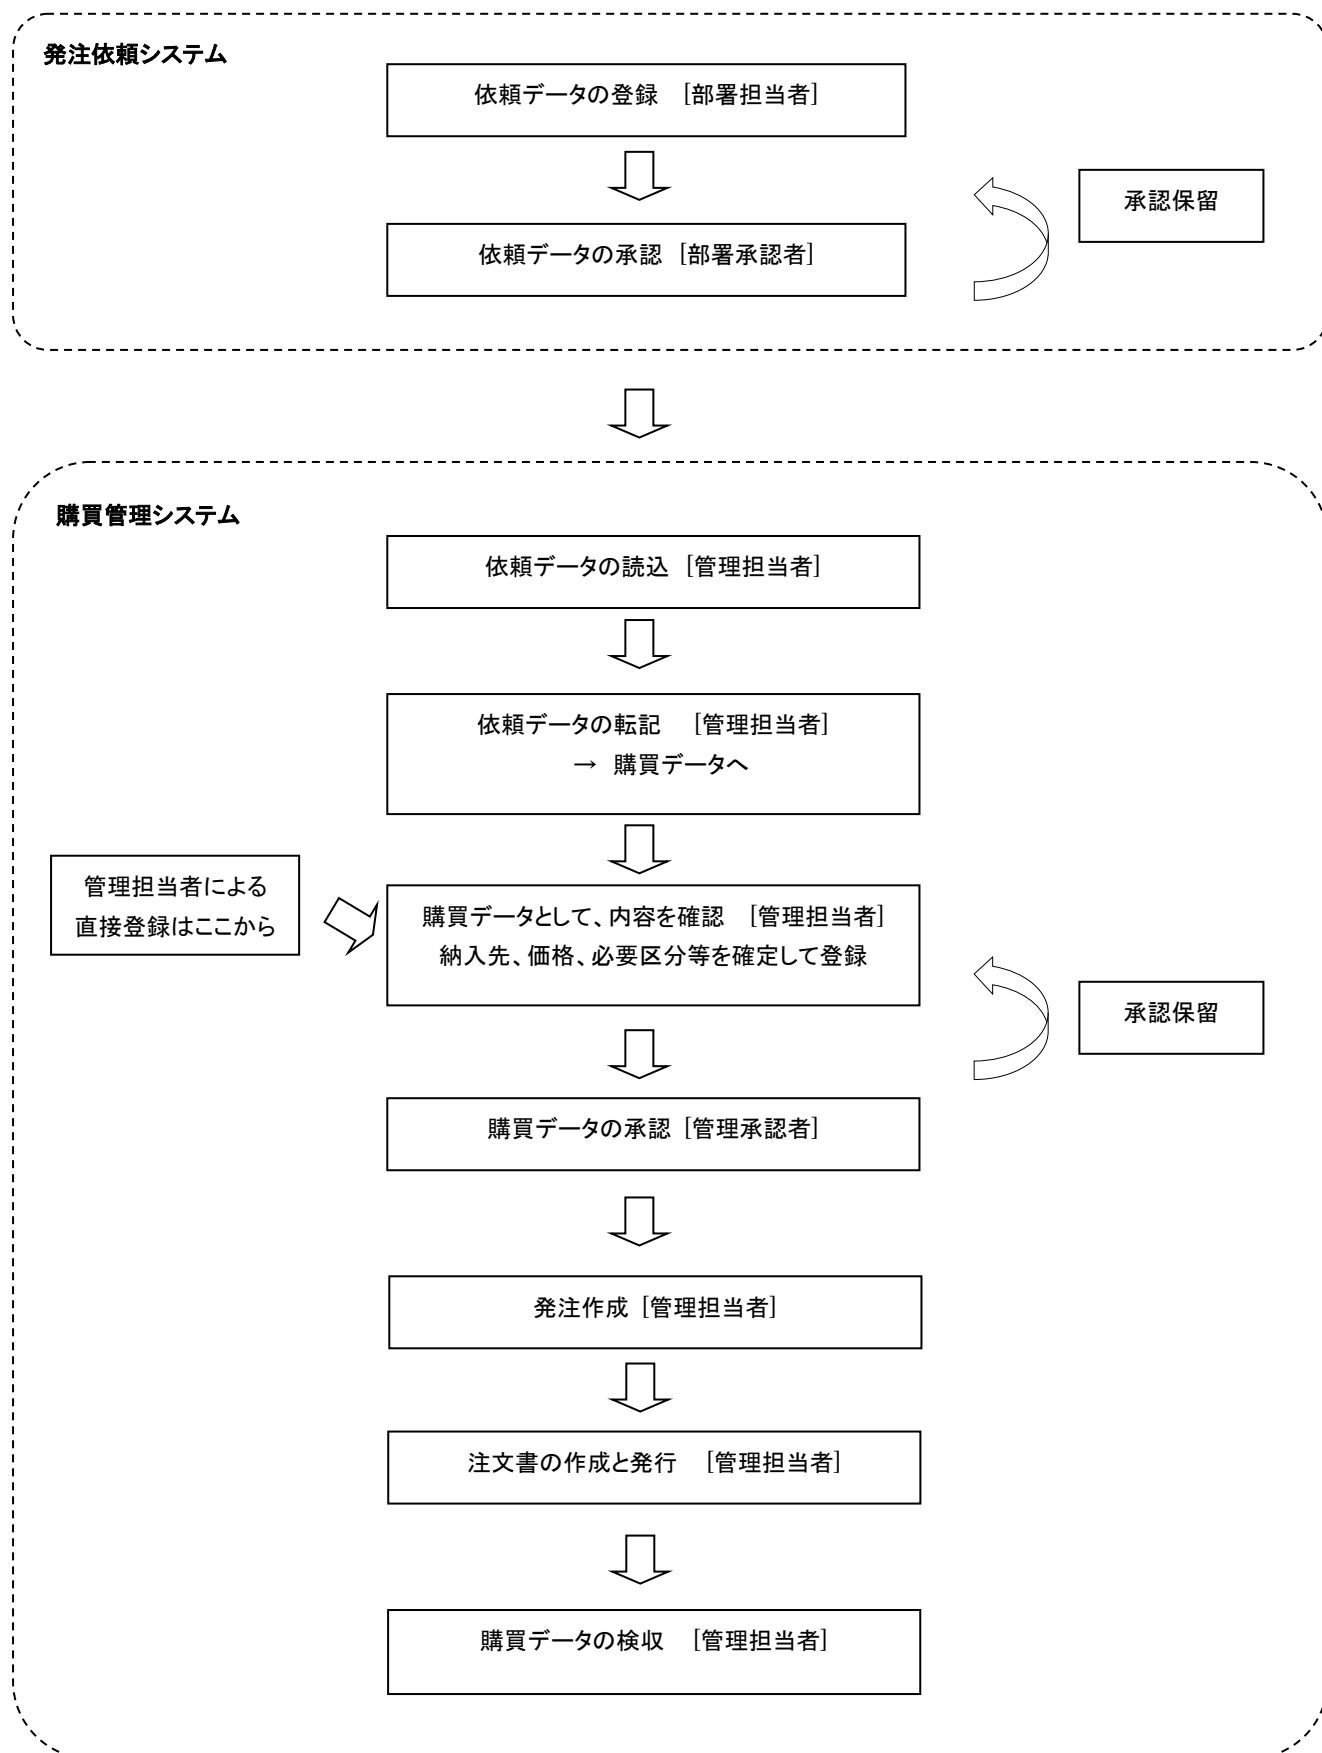 発注依頼システム
依頼データの登録　[部署担当者]
承認保留
依頼データの承認 [部署承認者]
購買管理システム
依頼データの読込 [管理担当者]
依頼データの転記　[管理担当者]
→ 購買データへ
管理担当者による
直接登録はここから
購買データとして、内容を確認　[管理担当者]
納入先、価格、必要区分等を確定して登録
承認保留
購買データの承認 [管理承認者]
発注作成 [管理担当者]
注文書の作成と発行　[管理担当者]
購買データの検収　[管理担当者]